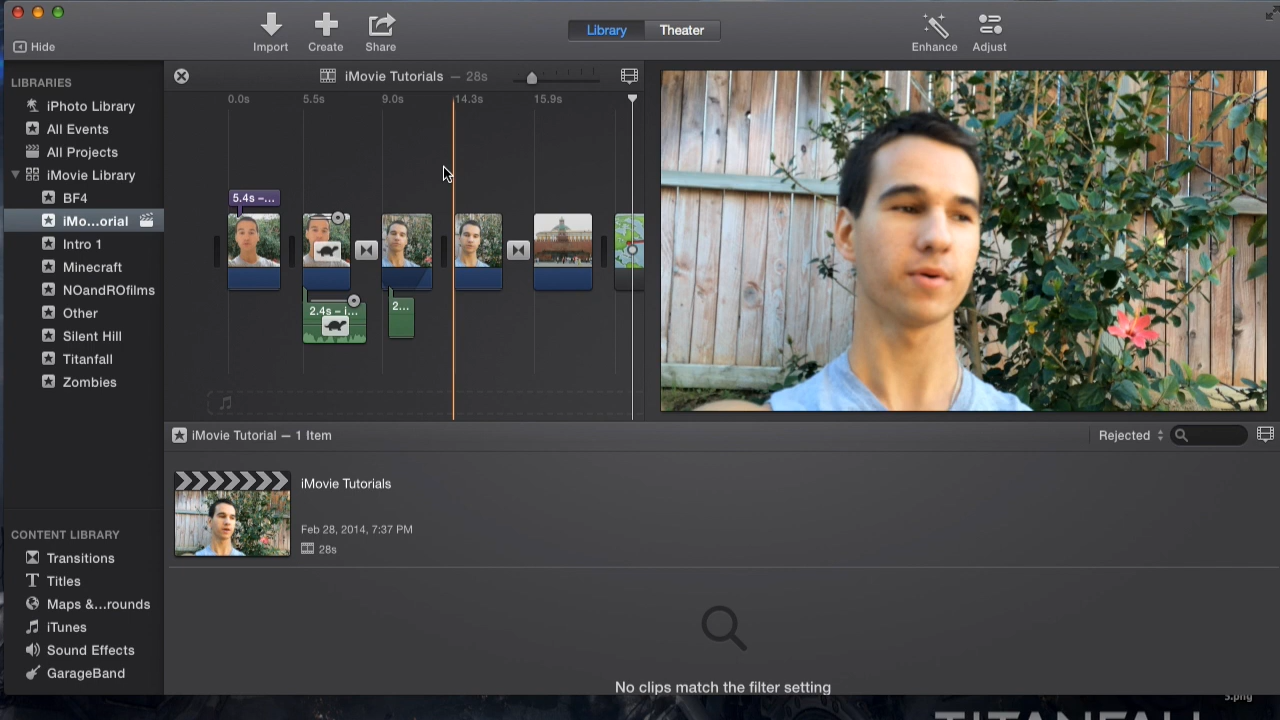 Import
Create
Share
Library
Theater
Enhance
Adjust
Hide
LIBRARIES
iPhoto Library
All Events
All Projects
iMovie Library
BF4
iMo...orial
Intro 1
Minecraft
NOandROfilms
Other
Silent Hill
Titanfall
Zombies
CONTENT LIBRARY
Transitions
Titles
Maps &...rounds
iTunes
Sound Effects
GarageBand
iMovie Tutorials — 28s
0.0s 5.5s 9.0s 14.3s 15.9s
5.4s –...
2.4s – i...
2...
iMovie Tutorial — 1 Item
Rejected
iMovie Tutorials
Feb 28, 2014, 7:37 PM
28s
No clips match the filter setting
3.png
TITANFALL